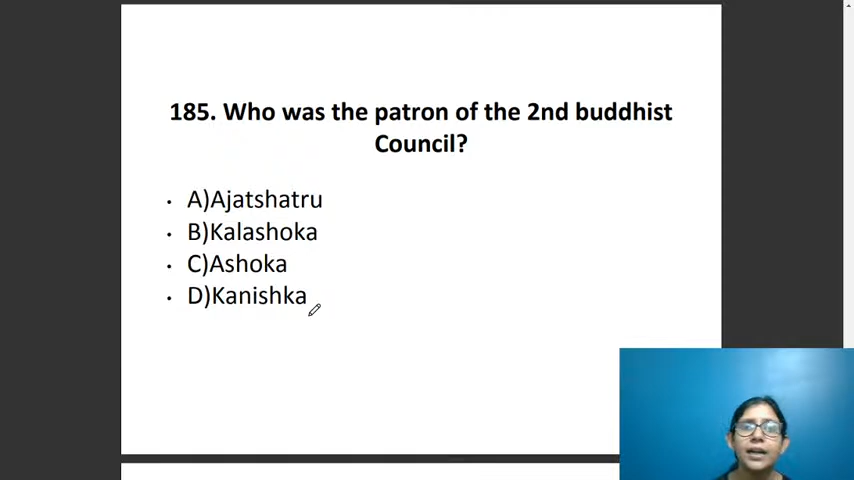 185. Who was the patron of the 2nd buddhist
Council?
• A)Ajatshatru
• B)Kalashoka
• C)Ashoka
• D)Kanishka